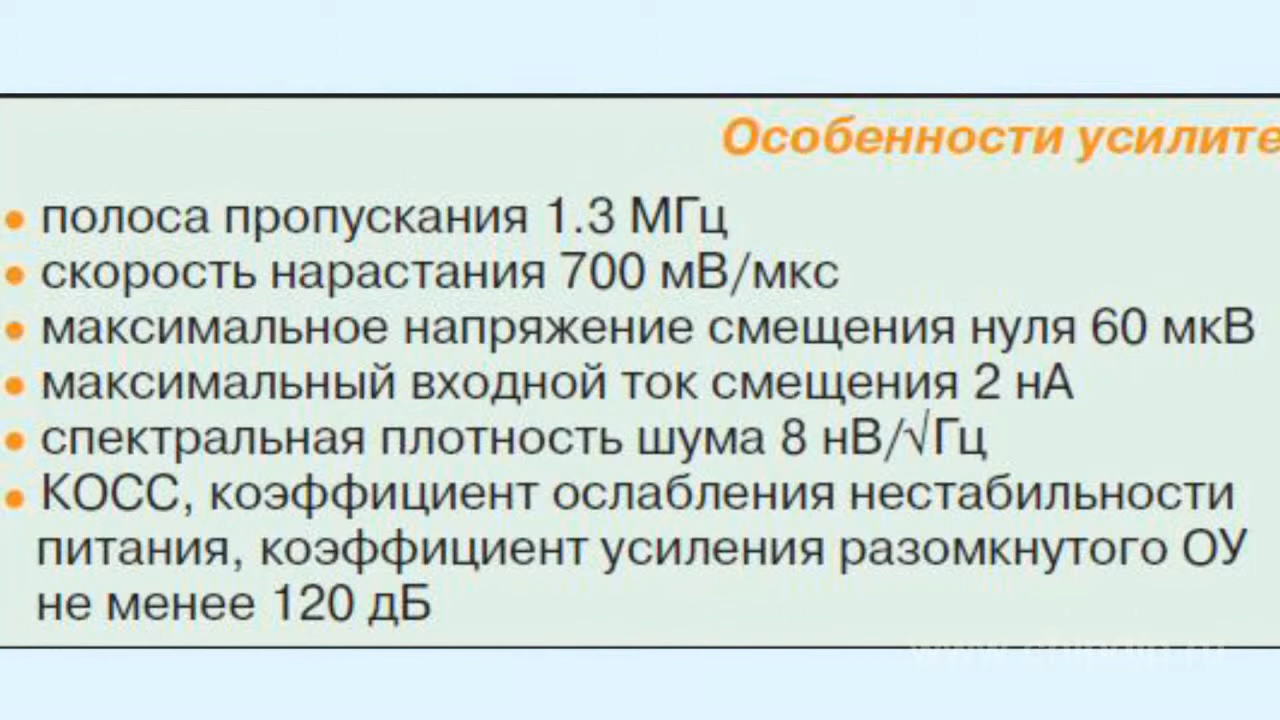 Особенности усилите
• полоса пропускания 1.3 МГц
• скорость нарастания 700 мВ/мкс
• максимальное напряжение смещения нуля 60 мкВ
• максимальный входной ток смещения 2 нА
• спектральная плотность шума 8 нВ/√Гц
• КОСС, коэффициент ослабления нестабильности
питания, коэффициент усиления разомкнутого ОУ
не менее 120 дБ